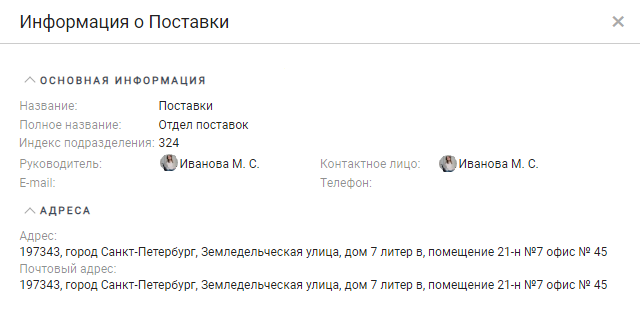 Информация о Поставки
ОСНОВНАЯ ИНФОРМАЦИЯ
Название: Поставки
Полное название: Отдел поставок
Индекс подразделения: 324
Руководитель: Иванова М. С. Контактное лицо: Иванова М. С.
E-mail: Телефон:
АДРЕСА
Адрес:
197343, город Санкт-Петербург, Земледельческая улица, дом 7 литер в, помещение 21-н №7 офис № 45
Почтовый адрес:
197343, город Санкт-Петербург, Земледельческая улица, дом 7 литер в, помещение 21-н №7 офис № 45